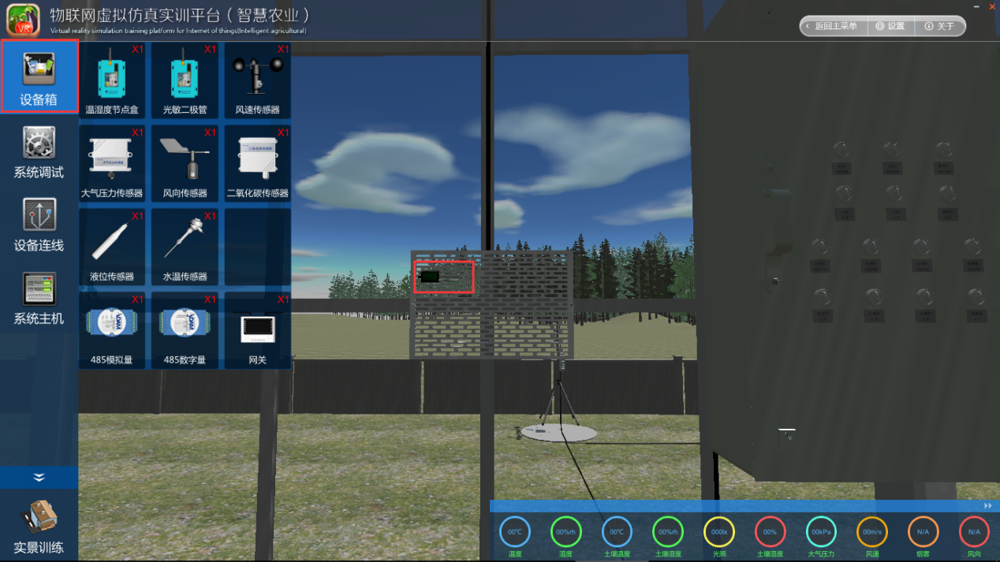 物联网虚拟仿真实训平台（智慧农业）
Virtual reality simulation training platform for Internet of things(Intelligent agricultural)
VR
返回主菜单
设置
关于
设备箱
系统调试
设备连线
系统主机
实景训练
X1
X1
X1
温湿度节点盒
光敏二极管
风速传感器
X1
X1
X1
大气压力传感器
风向传感器
二氧化碳传感器
X1
X1
液位传感器
水温传感器
X1
X1
X1
485模拟量
485数字量
网关
00℃
00%rh
00℃
00%rh
000lx
00%
00kPa
00m/s
N/A
N/A
温度
湿度
土壤温度
土壤湿度
光照
土壤湿度
大气压力
风速
烟雾
风向